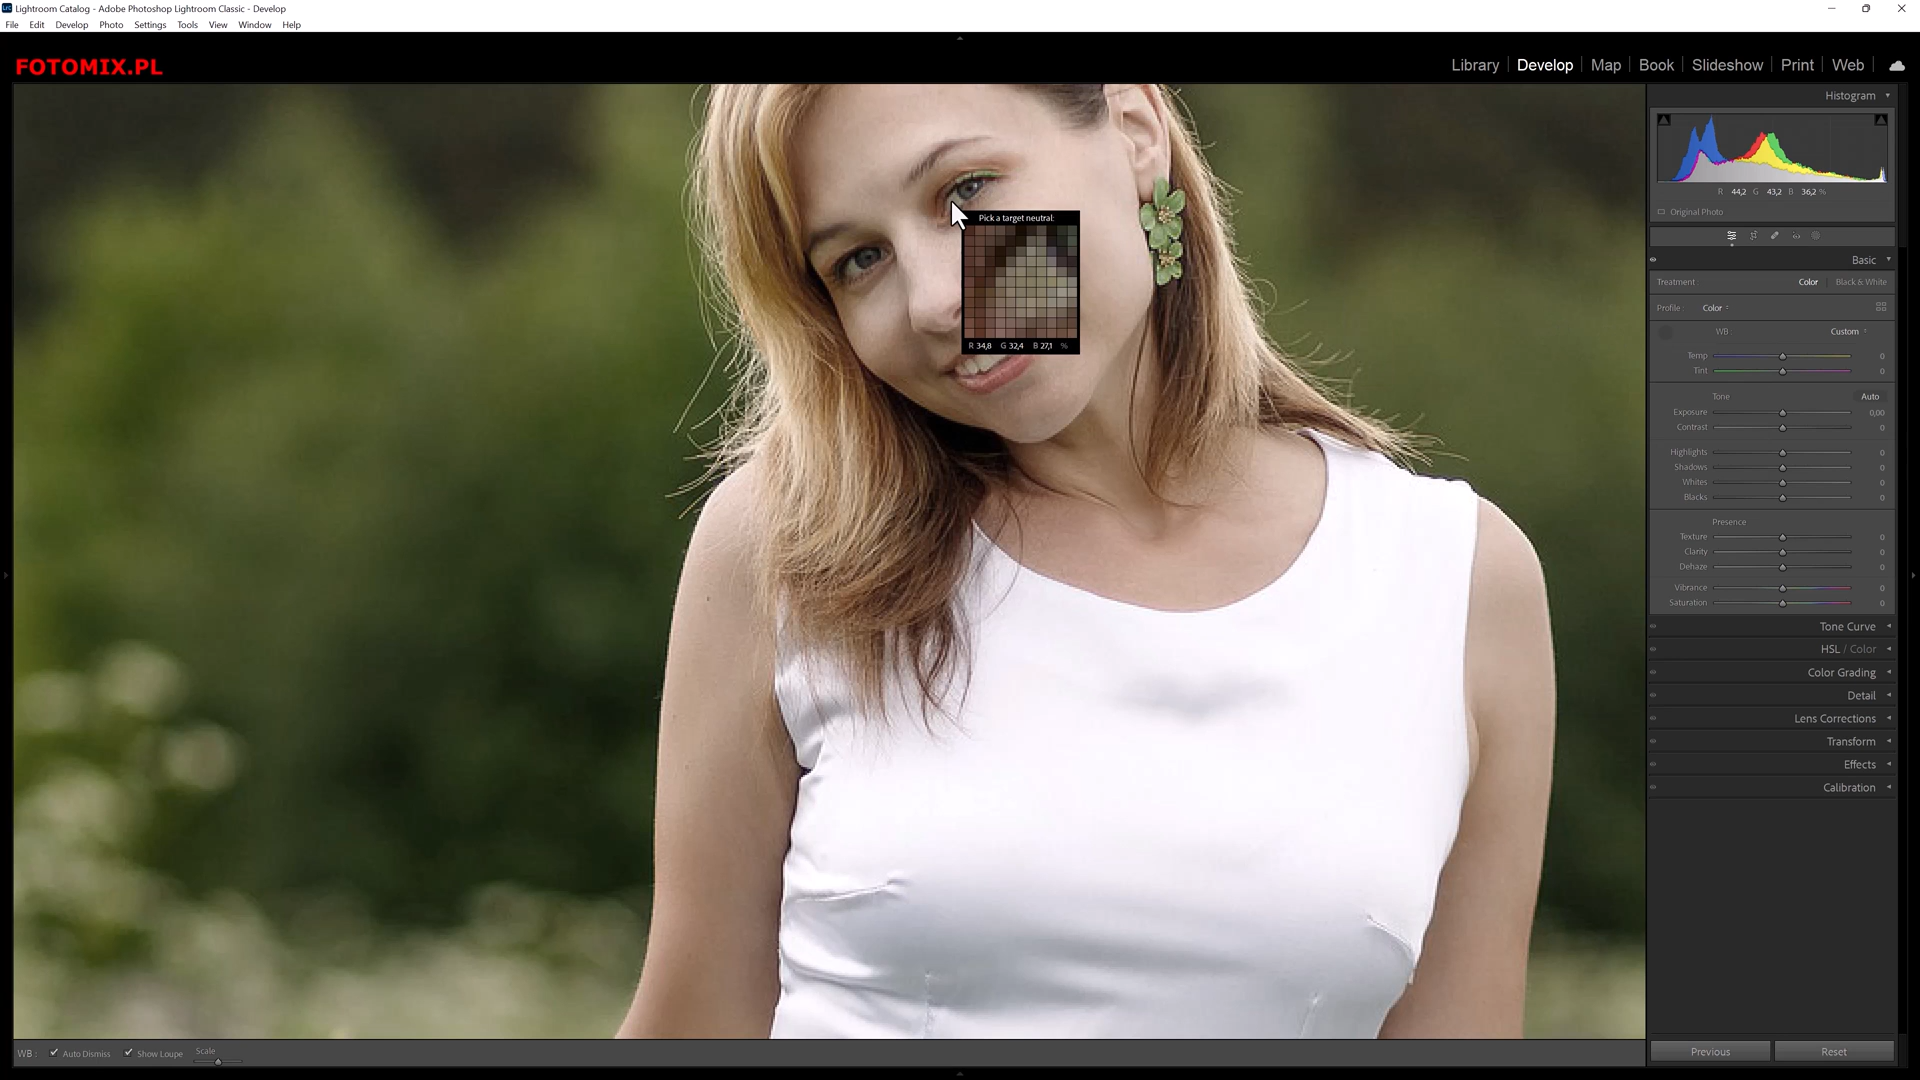 Lightroom Catalog - Adobe Photoshop Lightroom Classic - Develop
File Edit Develop Photo Settings Tools View Window Help
FOTOMIX.PL
Library Develop Map Book Slideshow Print Web
Histogram
R 44,2 G 43,2 B 36,2 %
Original Photo
Basic
Treatment : Color Black & White
Profile : Color
WB : Custom
Temp 0
Tint 0
Tone Auto
Exposure 0,00
Contrast 0
Highlights 0
Shadows 0
Whites 0
Blacks 0
Presence
Texture 0
Clarity 0
Dehaze 0
Vibrance 0
Saturation 0
Tone Curve
HSL / Color
Color Grading
Detail
Lens Corrections
Transform
Effects
Calibration
Pick a target neutral:
R 34,8 G 32,4 B 27,1 %
WB : Auto Dismiss Show Loupe Scale
Previous Reset